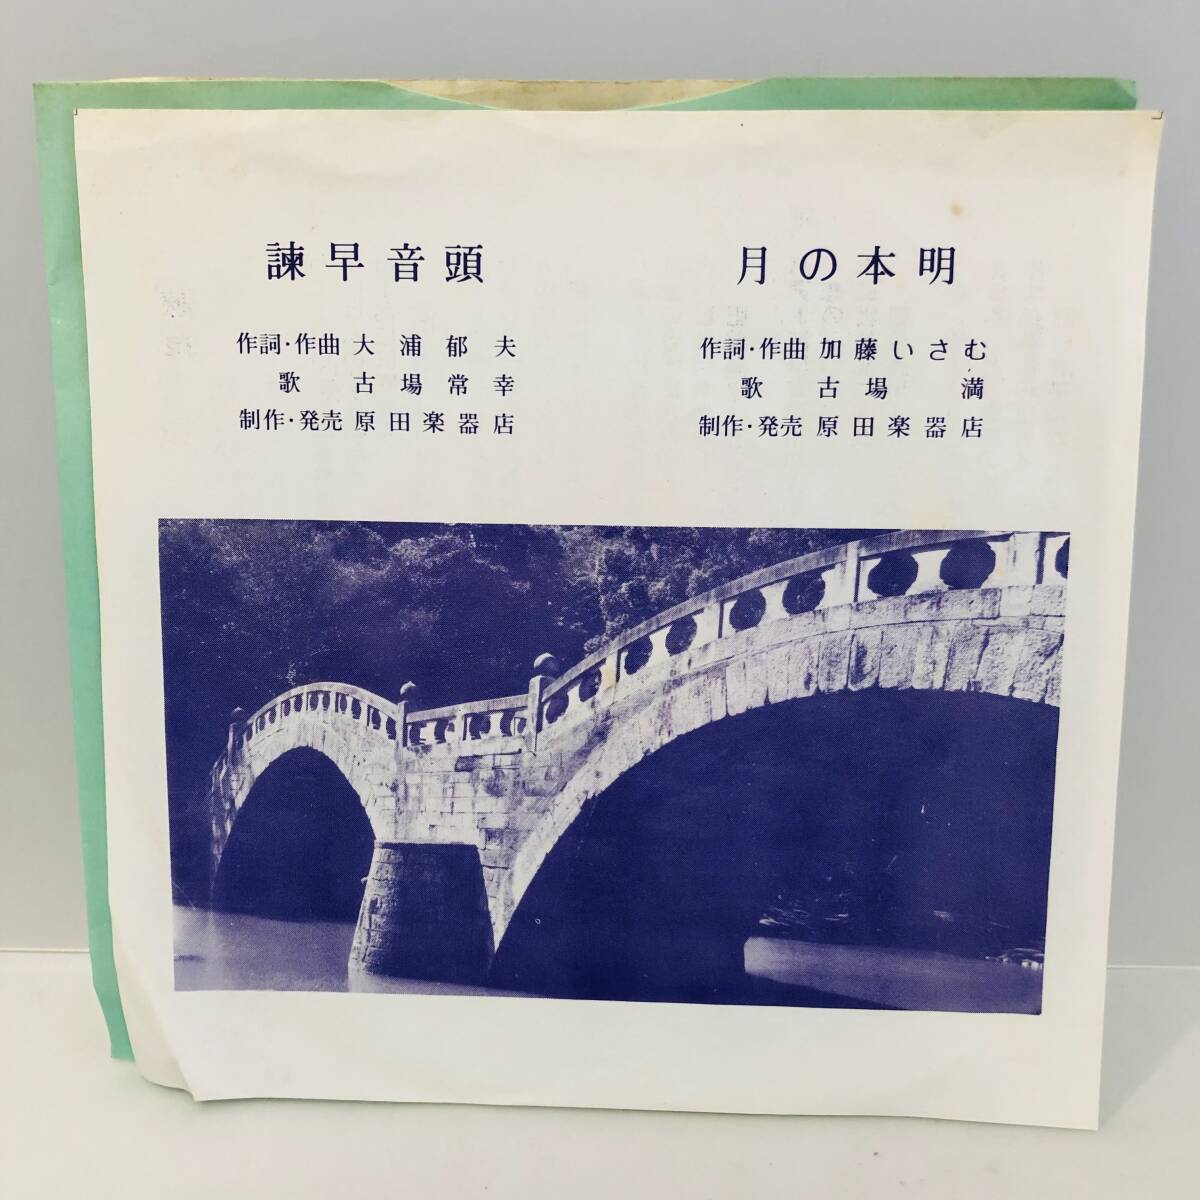 諫早音頭
作詞・作曲 大浦郁夫
歌 古場常幸
制作・発売 原田楽器店
月の本明
作詞・作曲 加藤いさむ
歌 古場満
制作・発売 原田楽器店